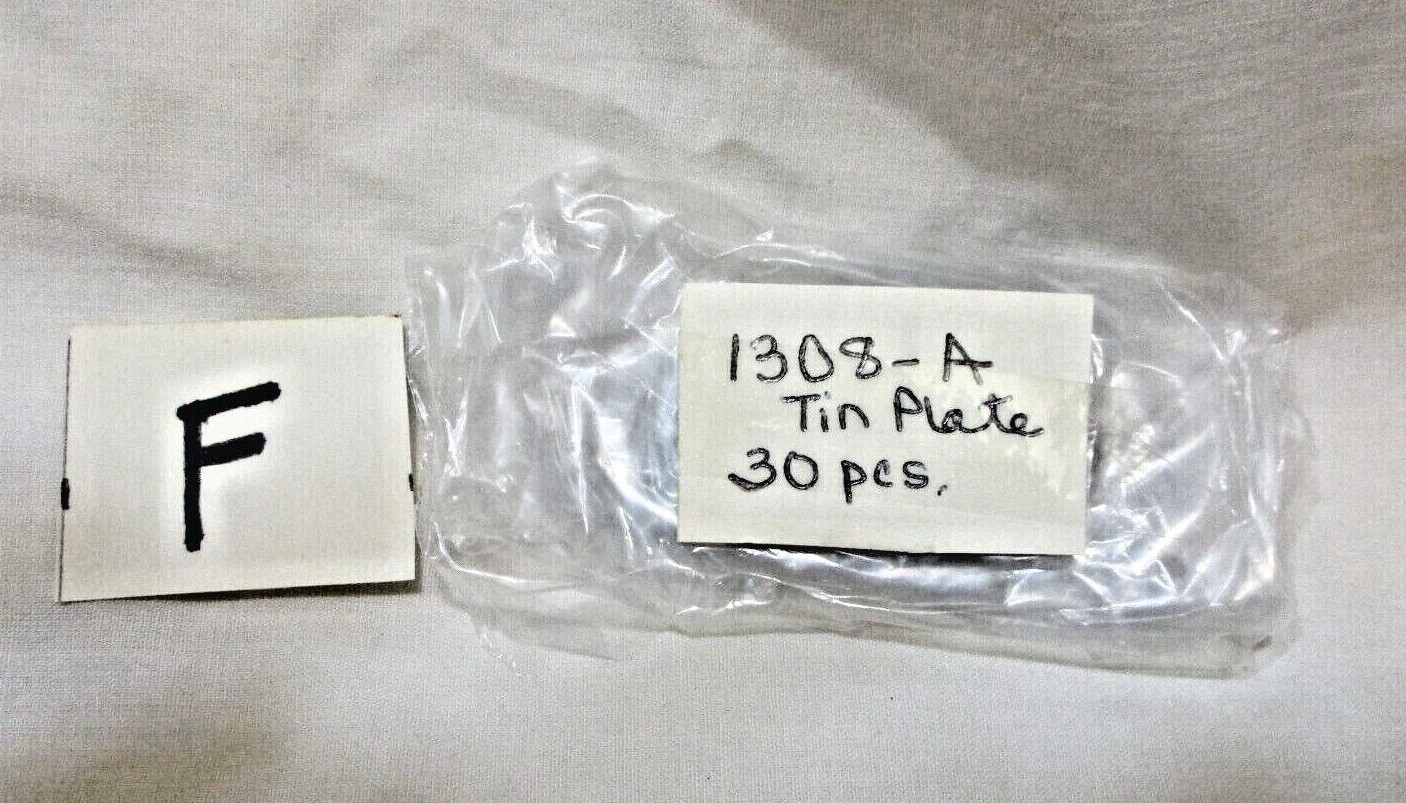 F
1308-A
Tin Plate
30 pcs.